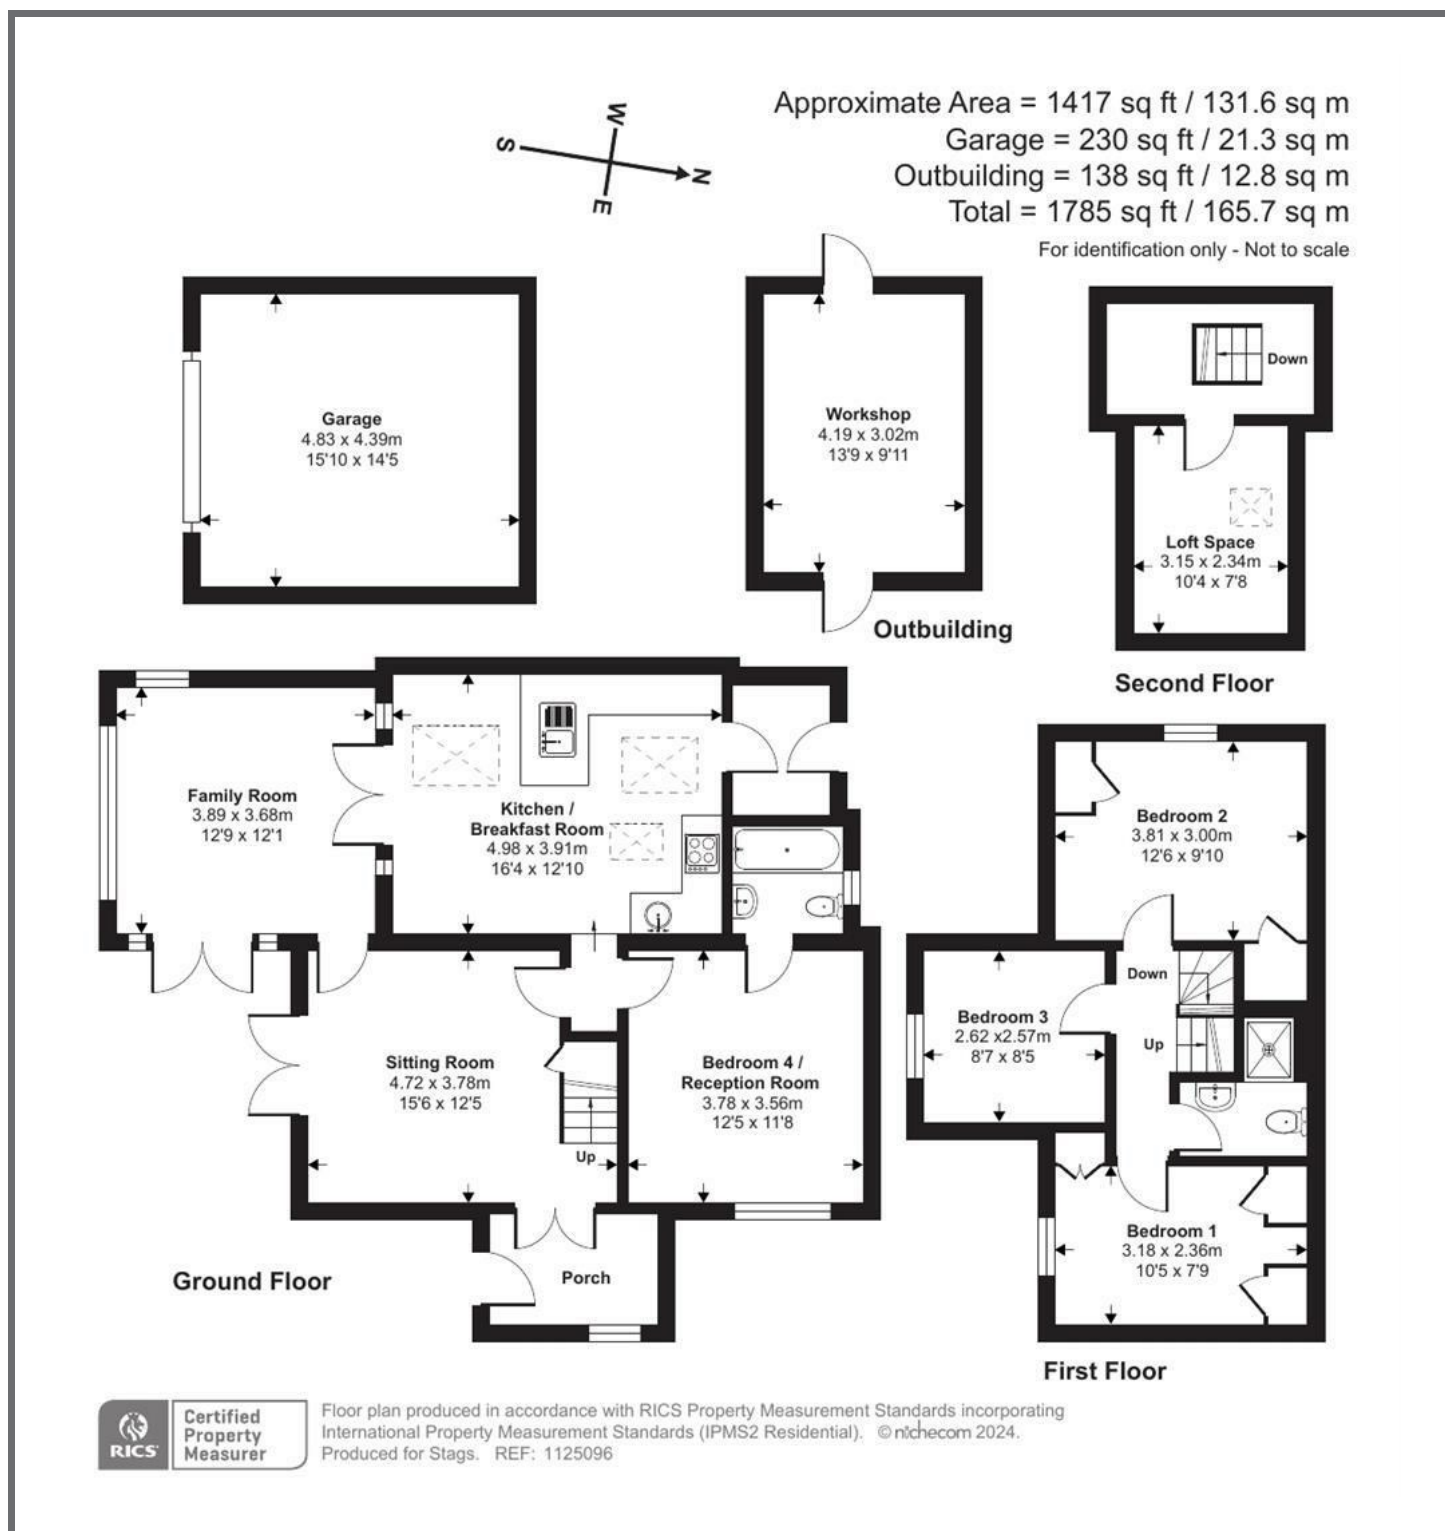 Approximate Area = 1417 sq ft / 131.6 sq m
Garage = 230 sq ft / 21.3 sq m
Outbuilding = 138 sq ft / 12.8 sq m
Total = 1785 sq ft / 165.7 sq m
For identification only - Not to scale
W
S
N
E
Garage
4.83 x 4.39m
15'10 x 14'5
Workshop
4.19 x 3.02m
13'9 x 9'11
Outbuilding
Down
Loft Space
3.15 x 2.34m
10'4 x 7'8
Second Floor
Family Room
3.89 x 3.68m
12'9 x 12'1
Kitchen /
Breakfast Room
4.98 x 3.91m
16'4 x 12'10
Sitting Room
4.72 x 3.78m
15'6 x 12'5
Up
Bedroom 4 /
Reception Room
3.78 x 3.56m
12'5 x 11'8
Porch
Ground Floor
Bedroom 2
3.81 x 3.00m
12'6 x 9'10
Down
Bedroom 3
2.62 x2.57m
8'7 x 8'5
Up
Bedroom 1
3.18 x 2.36m
10'5 x 7'9
First Floor
RICS
Certified
Property
Measurer
Floor plan produced in accordance with RICS Property Measurement Standards incorporating
International Property Measurement Standards (IPMS2 Residential). © nichecom 2024.
Produced for Stags. REF: 1125096